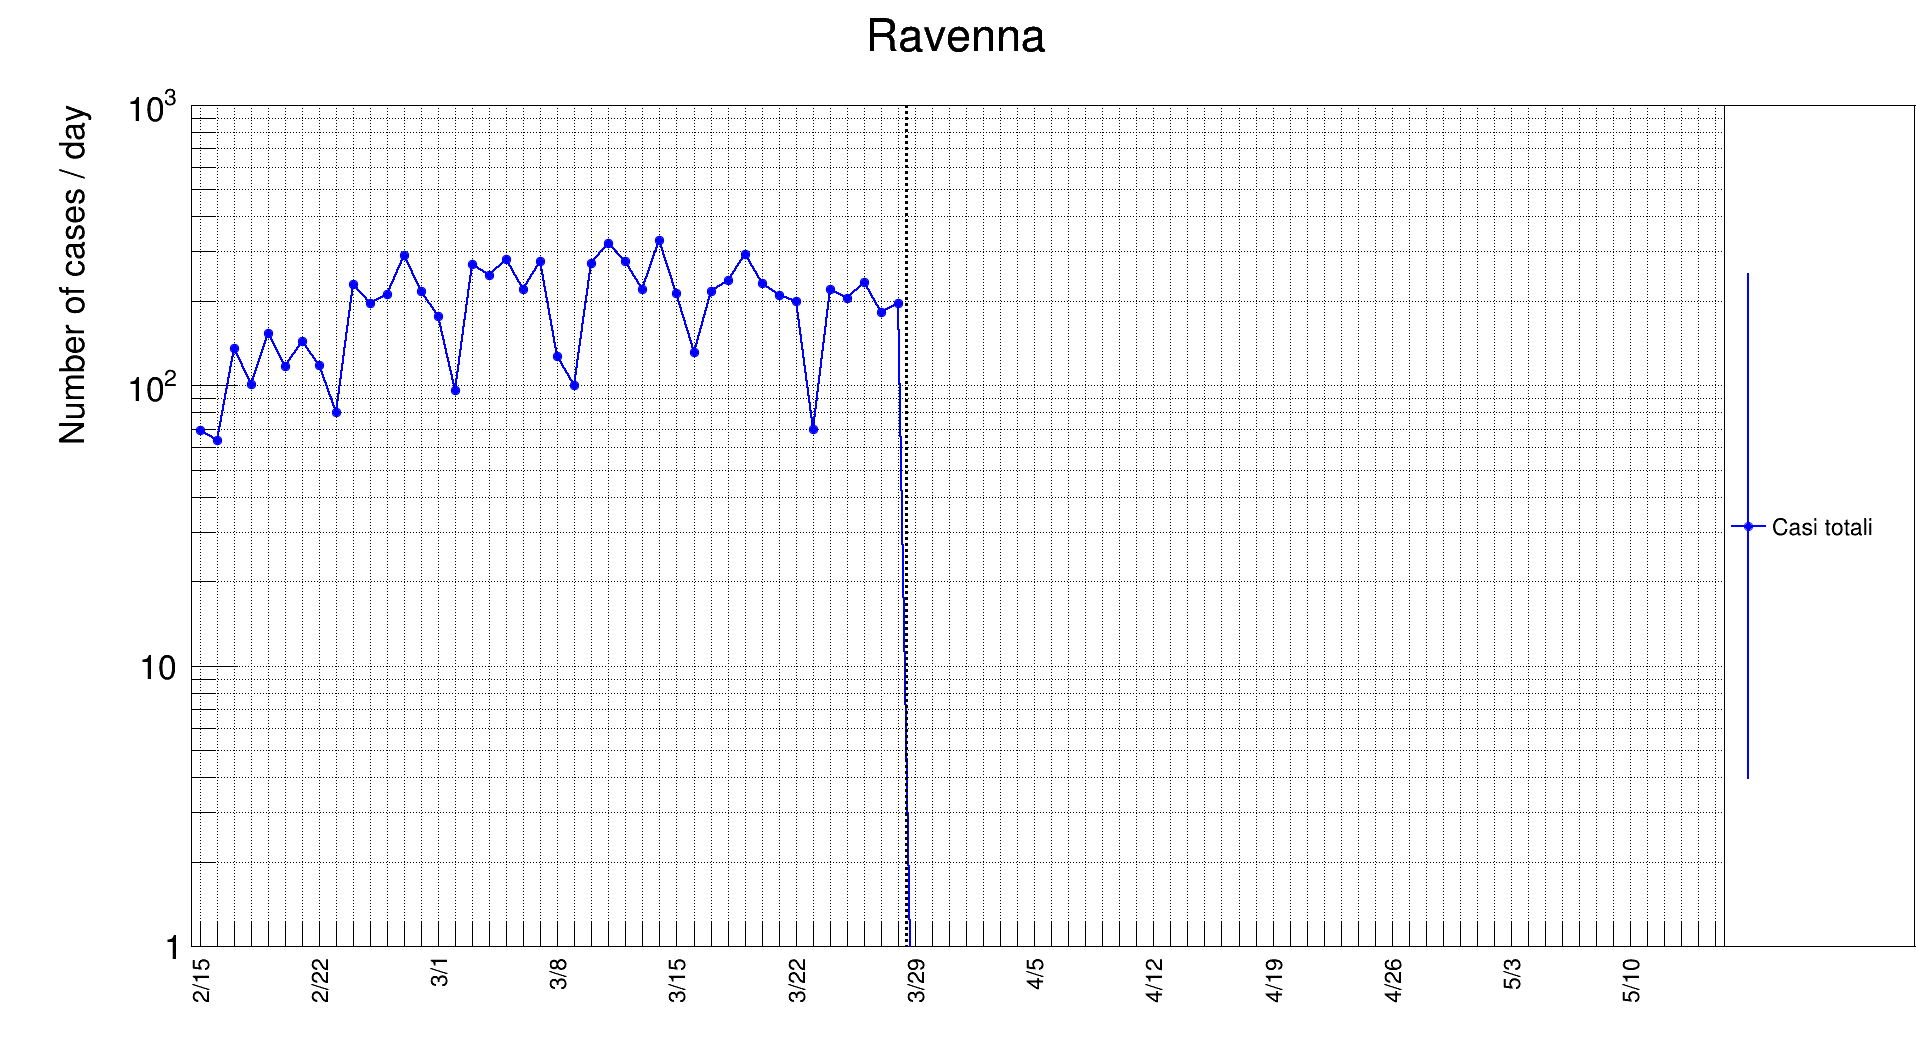 Ravenna
Number of cases / day
10³
10²
10
1
2/15 2/22 3/1 3/8 3/15 3/22 3/29 4/5 4/12 4/19 4/26 5/3 5/10
Casi totali